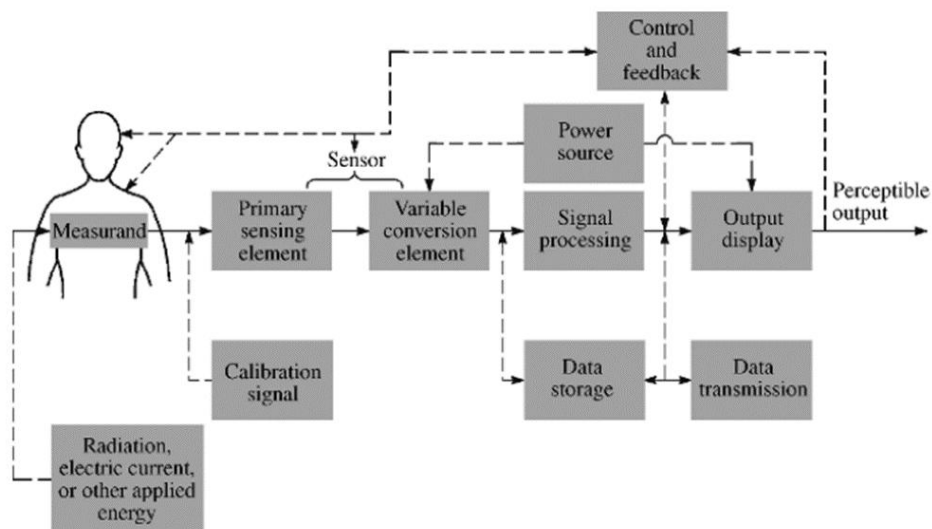 Control
and
feedback
Power
source
Sensor
Perceptible
output
Measurand
Primary
sensing
element
Variable
conversion
element
Signal
processing
Output
display
Calibration
signal
Data
storage
Data
transmission
Radiation,
electric current,
or other applied
energy